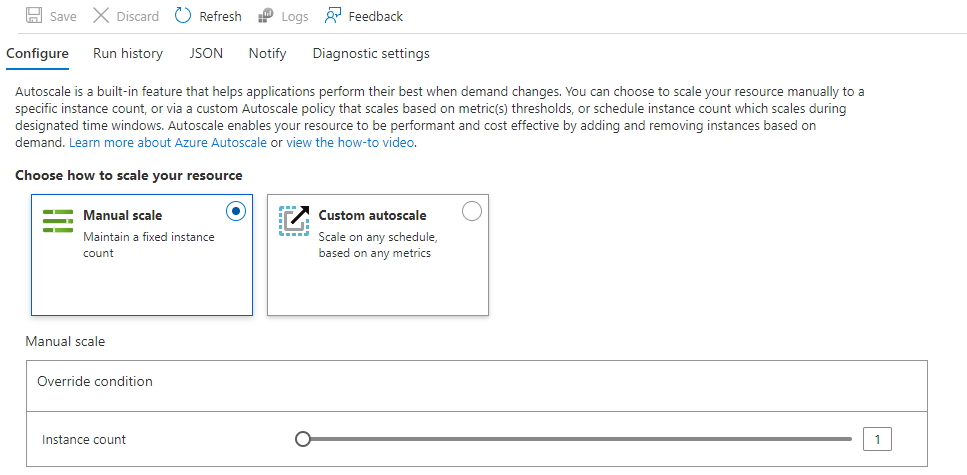 Save Discard Refresh Logs Feedback
Configure Run history JSON Notify Diagnostic settings
Autoscale is a built-in feature that helps applications perform their best when demand changes. You can choose to scale your resource manually to a
specific instance count, or via a custom Autoscale policy that scales based on metric(s) thresholds, or schedule instance count which scales during
designated time windows. Autoscale enables your resource to be performant and cost effective by adding and removing instances based on
demand. Learn more about Azure Autoscale or view the how-to video.
Choose how to scale your resource
Manual scale
Maintain a fixed instance
count
Custom autoscale
Scale on any schedule,
based on any metrics
Manual scale
Override condition
Instance count 1